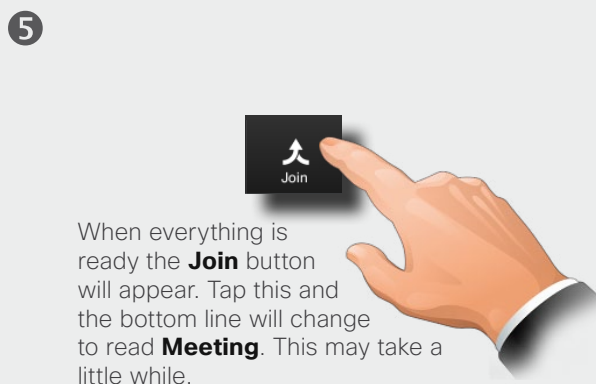 5
Join
When everything is
ready the Join button
will appear. Tap this and
the bottom line will change
to read Meeting. This may take a
little while.